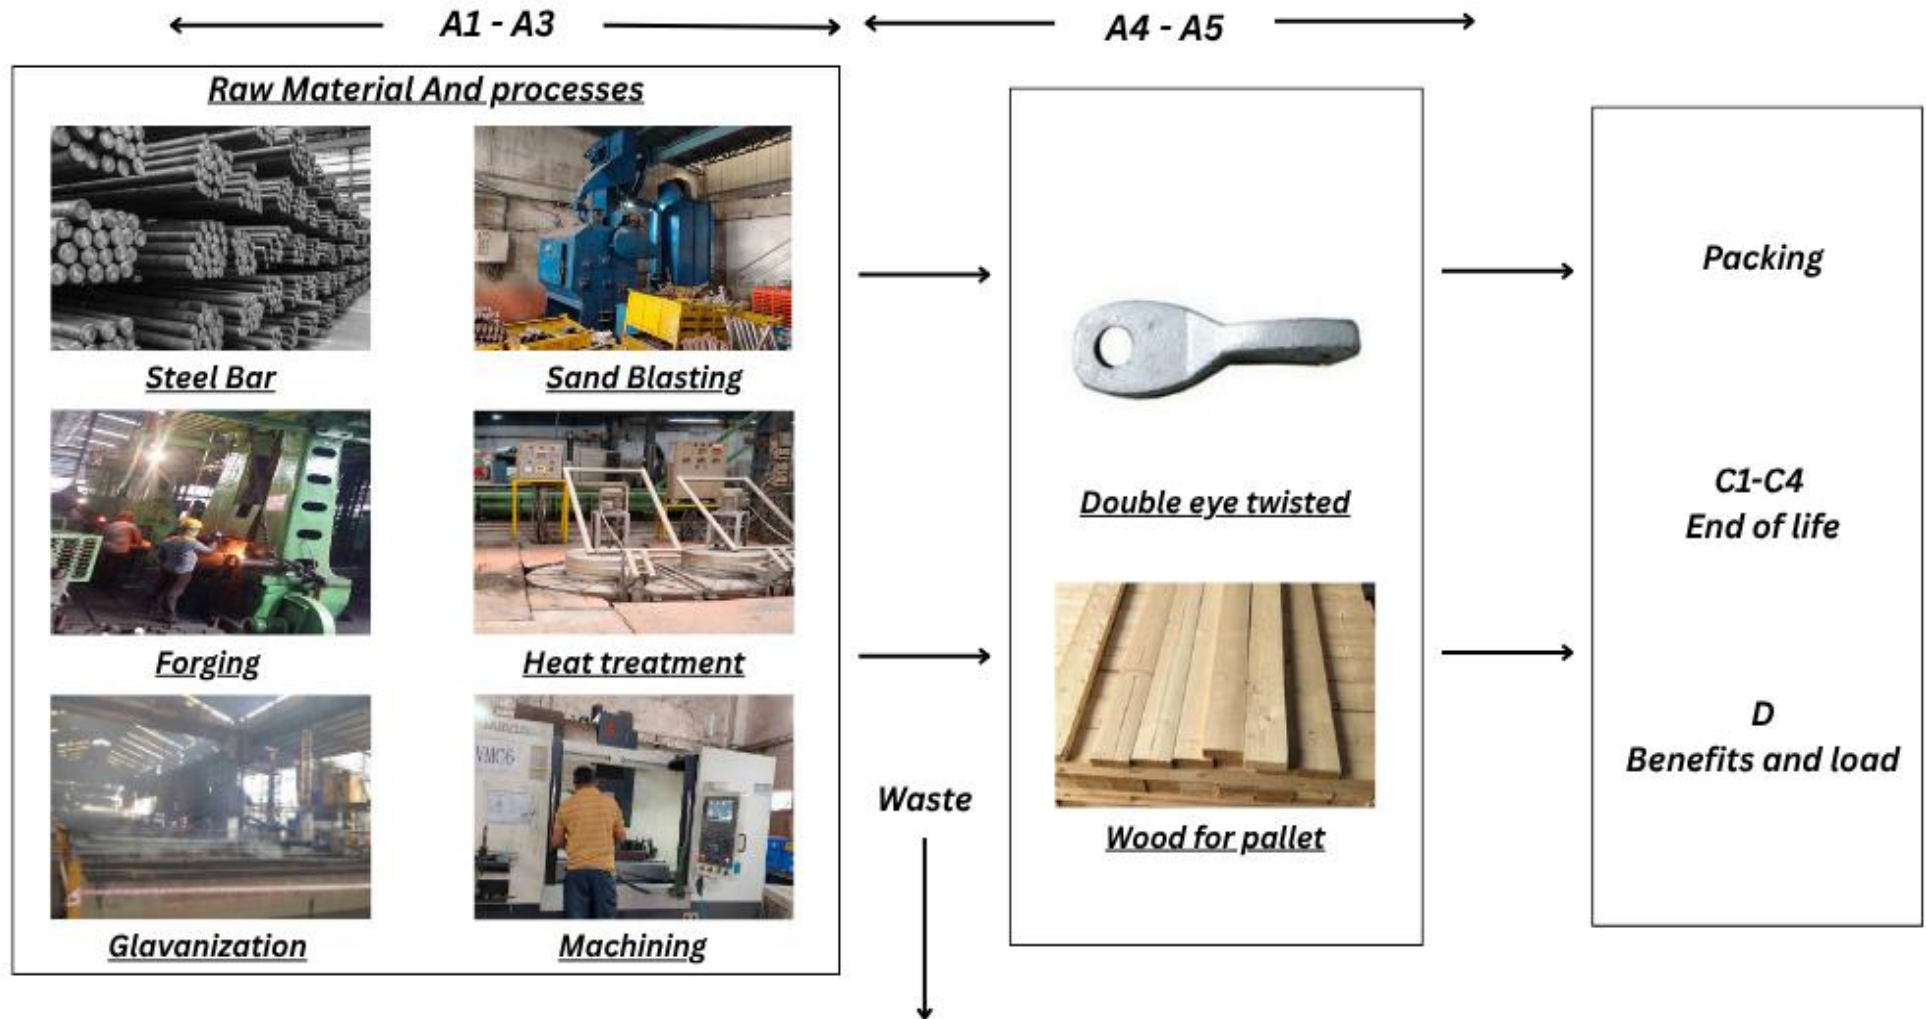 A1 - A3
A4 - A5
Raw Material And processes
Steel Bar
Sand Blasting
Forging
Heat treatment
VMC6
Glavanization
Machining
Waste
Double eye twisted
Wood for pallet
Packing
C1-C4
End of life
D
Benefits and load